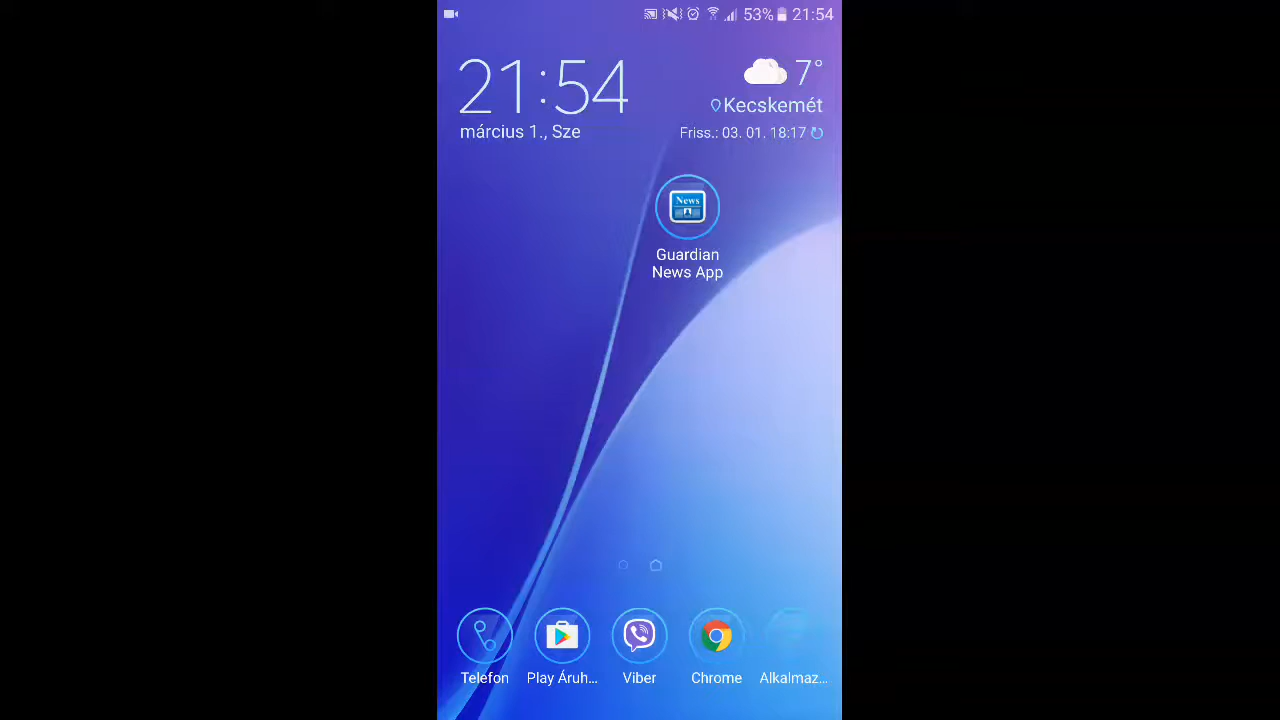 53% 21:54
21:54
7°
Kecskemét
március 1., Sze
Friss.: 03. 01. 18:17
News
Guardian
News App
Telefon
Play Áruh...
Viber
Chrome
Alkalmaz...